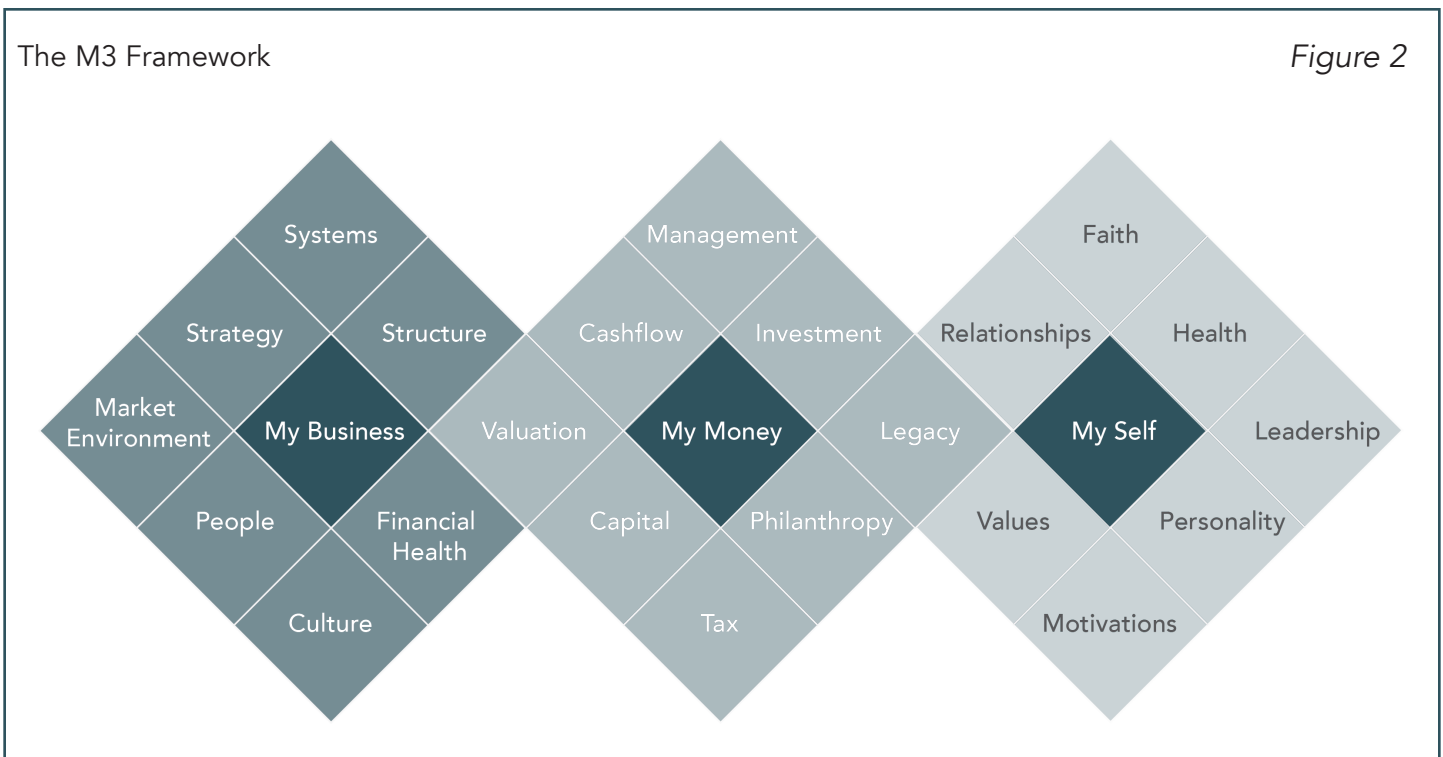 The M3 Framework
Figure 2
Systems
Strategy
Structure
Market
Environment
My Business
People
Financial
Health
Culture
Management
Cashflow
Investment
Valuation
My Money
Legacy
Capital
Philanthropy
Tax
Faith
Relationships
Health
My Self
Leadership
Values
Personality
Motivations